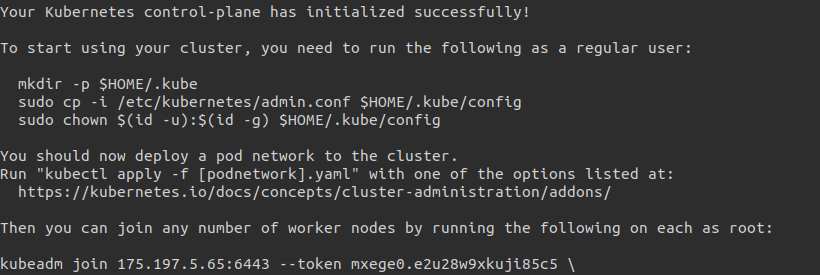 Your Kubernetes control-plane has initialized successfully!
To start using your cluster, you need to run the following as a regular user:
mkdir -p $HOME/.kube
sudo cp -i /etc/kubernetes/admin.conf $HOME/.kube/config
sudo chown $(id -u):$(id -g) $HOME/.kube/config
You should now deploy a pod network to the cluster.
Run "kubectl apply -f [podnetwork].yaml" with one of the options listed at:
https://kubernetes.io/docs/concepts/cluster-administration/addons/
Then you can join any number of worker nodes by running the following on each as root:
kubeadm join 175.197.5.65:6443 --token mxege0.e2u28w9xkuji85c5 \